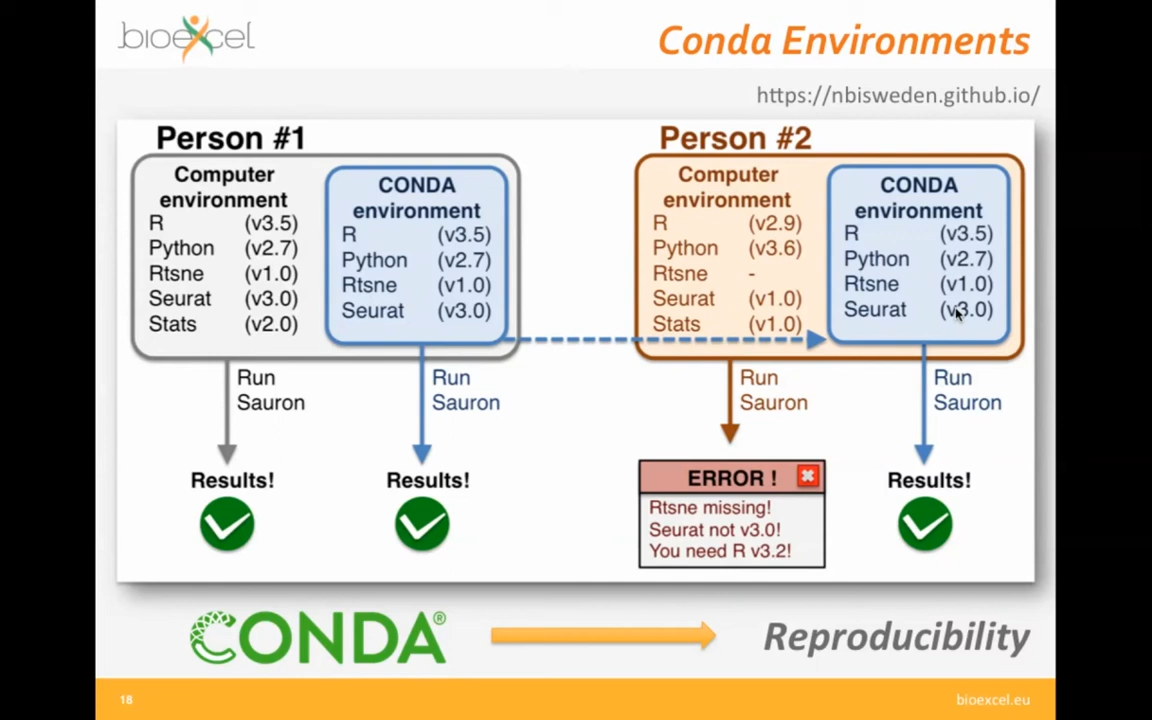 bioexcel
Conda Environments
https://nbisweden.github.io/
Person #1
Computer
environment
R (v3.5)
Python (v2.7)
Rtsne (v1.0)
Seurat (v3.0)
Stats (v2.0)
CONDA
environment
R (v3.5)
Python (v2.7)
Rtsne (v1.0)
Seurat (v3.0)
Run
Sauron
Results!
Run
Sauron
Results!
Person #2
Computer
environment
R (v2.9)
Python (v3.6)
Rtsne -
Seurat (v1.0)
Stats (v1.0)
CONDA
environment
R (v3.5)
Python (v2.7)
Rtsne (v1.0)
Seurat (v3.0)
Run
Sauron
ERROR !
Rtsne missing!
Seurat not v3.0!
You need R v3.2!
Run
Sauron
Results!
CONDA®
Reproducibility
18
bioexcel.eu